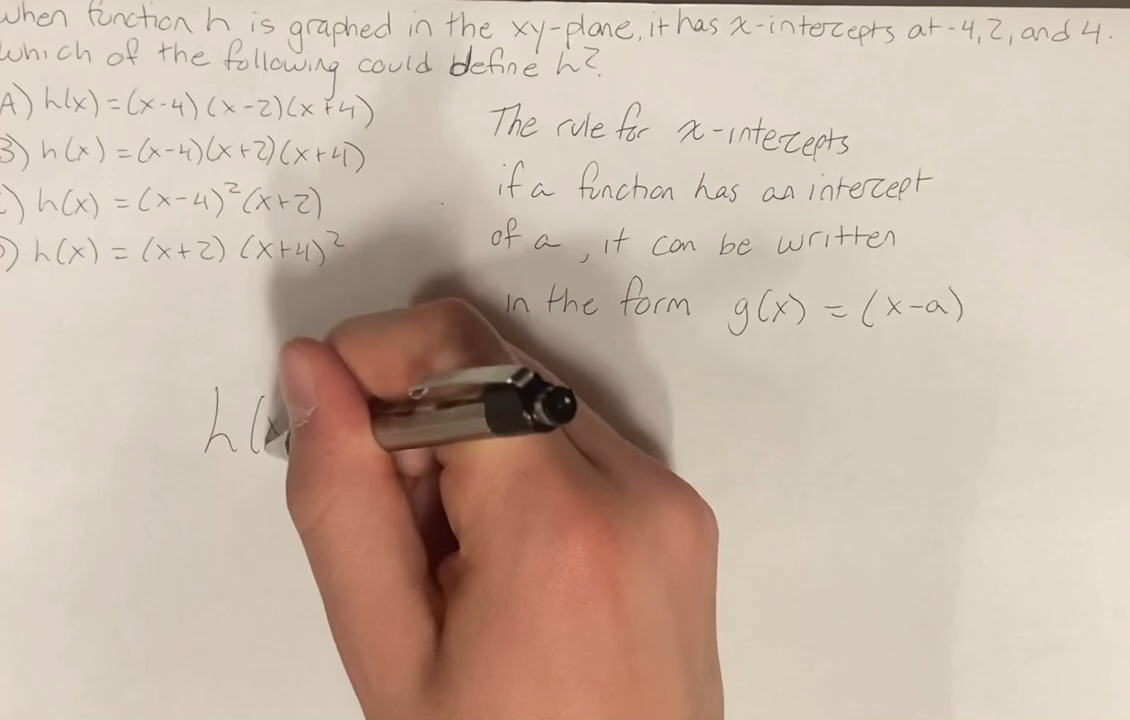 when function h is graphed in the xy-plane, it has x-intercepts at -4, 2, and 4.
which of the following could define h?
A) h(x) = (x-4)(x-2)(x+4)
B) h(x) = (x-4)(x+2)(x+4)
C) h(x) = (x-4)²(x+2)
D) h(x) = (x+2)(x+4)²
The rule for x-intercepts
if a function has an intercept
of a, it can be written
in the form g(x) = (x-a)
h(x